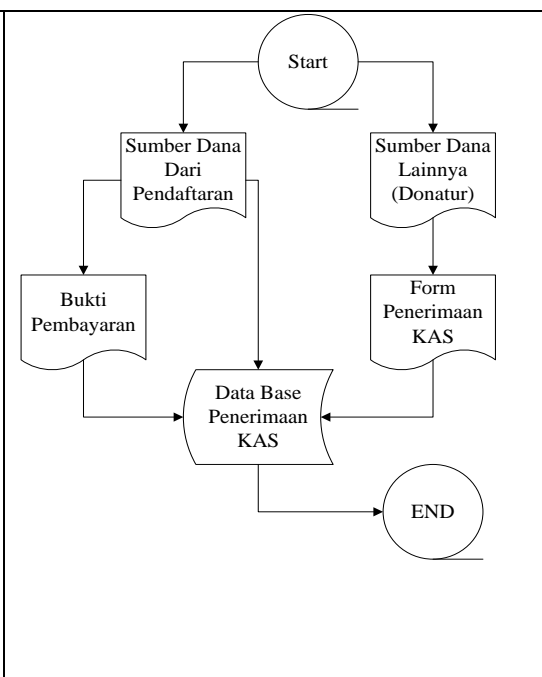 Start
Sumber Dana
Dari
Pendaftaran
Sumber Dana
Lainnya
(Donatur)
Bukti
Pembayaran
Form
Penerimaan
KAS
Data Base
Penerimaan
KAS
END